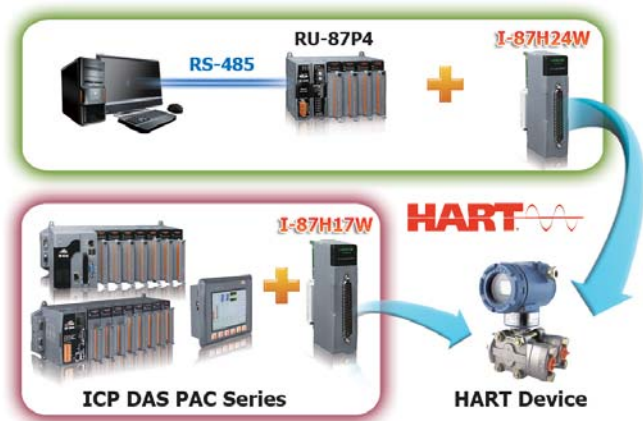 RU-87P4
I-87H24W
RS-485
I-87H17W
HART
ICP DAS PAC Series
HART Device